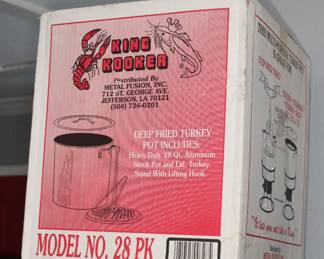 KING
KOOKER
Distributed By
METAL FUSION, INC.
712 ST. GEORGE AVE.
JEFFERSON, LA 70121
(504) 736-0201
DEEP FRIED TURKEY
POT INCLUDES:
Heavy Duty 28 Qt. Aluminum
Stock Pot and Lid, Turkey
Stand With Lifting Hook.
MODEL NO. 28 PK